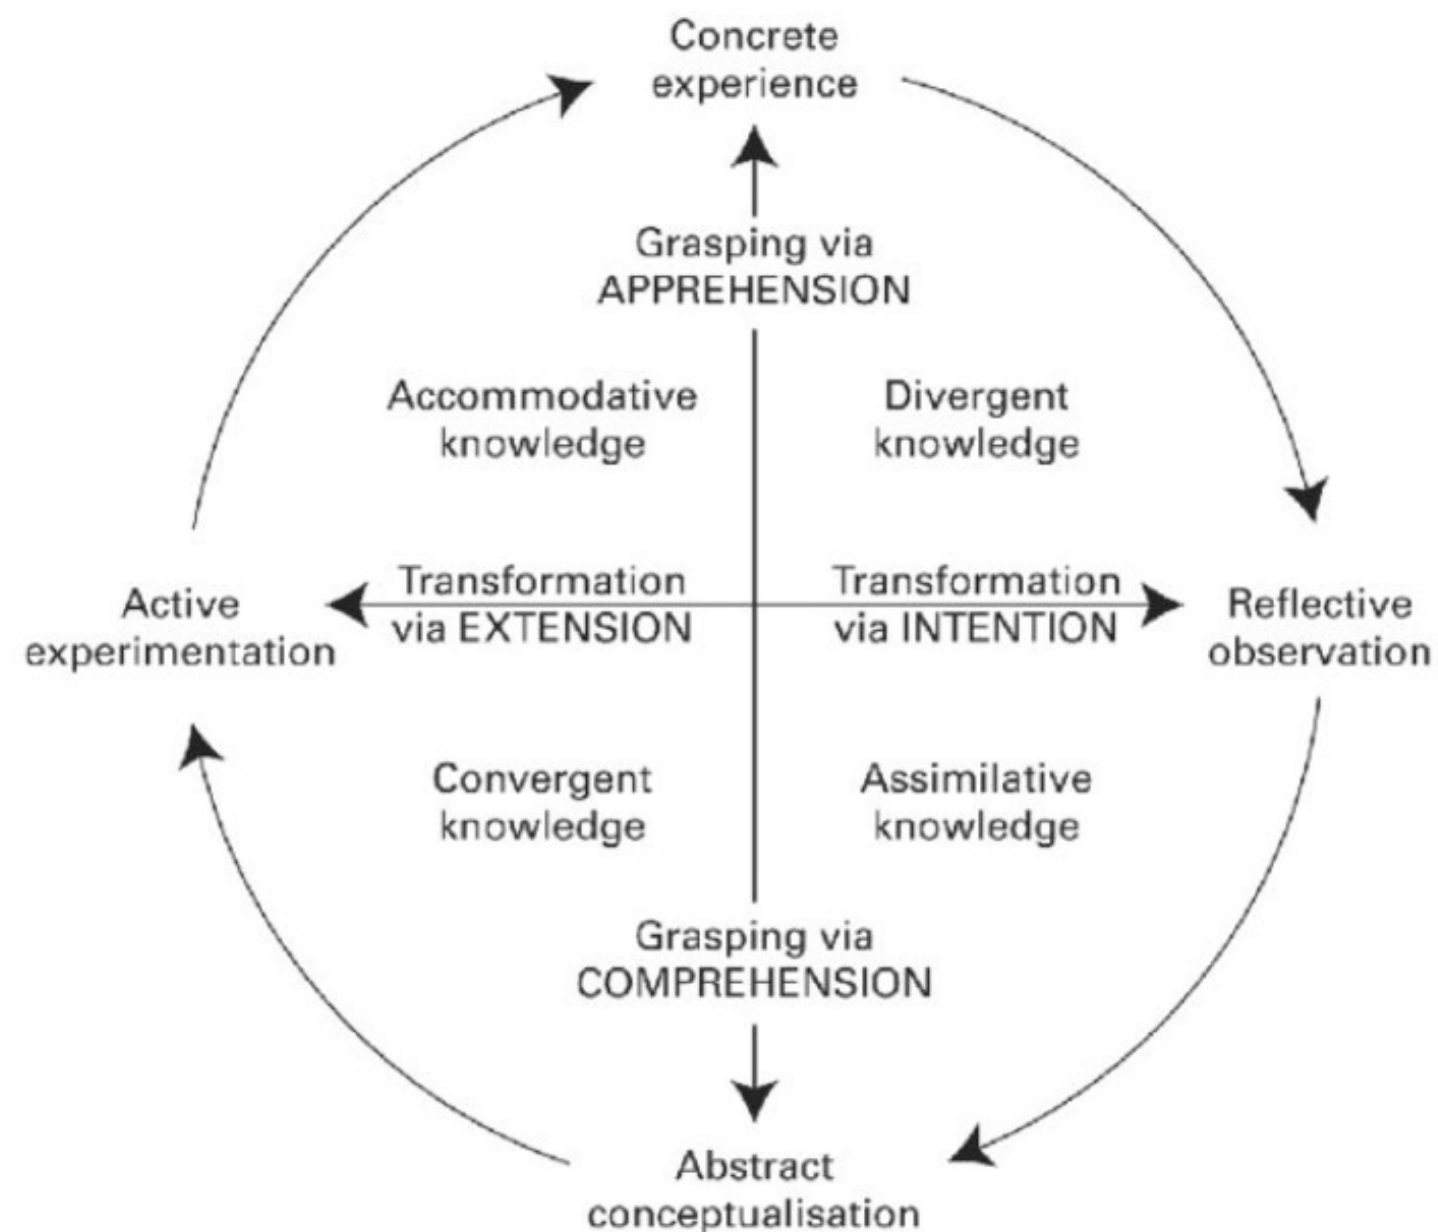 Concrete
experience
Grasping via
APPREHENSION
Accommodative
knowledge
Divergent
knowledge
Active
experimentation
Transformation
via EXTENSION
Transformation
via INTENTION
Reflective
observation
Convergent
knowledge
Assimilative
knowledge
Grasping via
COMPREHENSION
Abstract
conceptualisation